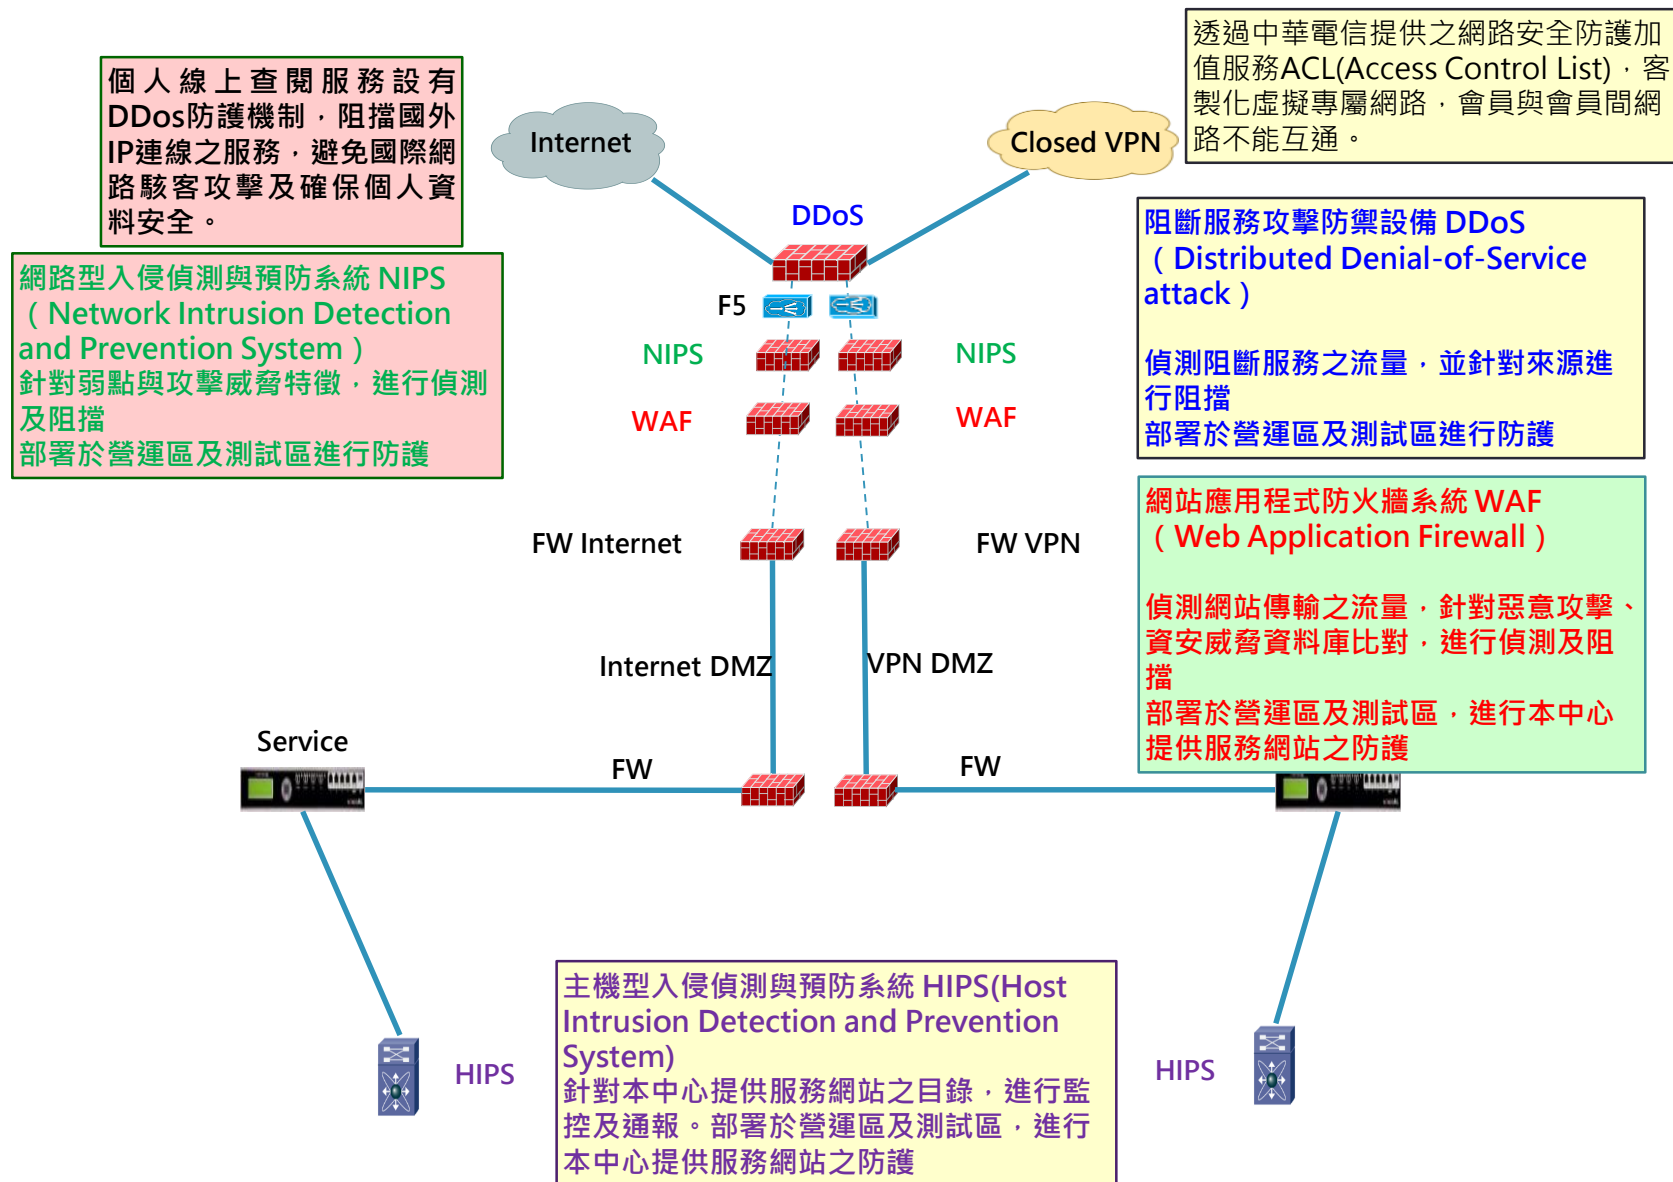 個人線上查閱服務設有
DDos防護機制，阻擋國外
IP連線之服務，避免國際網
路駭客攻擊及確保個人資
料安全。
Internet
Closed VPN
透過中華電信提供之網路安全防護加
值服務ACL(Access Control List)，客
製化虛擬專屬網路，會員與會員間網
路不能互通。
網路型入侵偵測與預防系統 NIPS
（Network Intrusion Detection
and Prevention System）
針對弱點與攻擊威脅特徵，進行偵測
及阻擋
部署於營運區及測試區進行防護
DDoS
F5
NIPS
NIPS
WAF
WAF
阻斷服務攻擊防禦設備 DDoS
（Distributed Denial-of-Service
attack）
偵測阻斷服務之流量，並針對來源進
行阻擋
部署於營運區及測試區進行防護
FW Internet
FW VPN
網站應用程式防火牆系統 WAF
（Web Application Firewall）
偵測網站傳輸之流量，針對惡意攻擊、
資安威脅資料庫比對，進行偵測及阻
擋
部署於營運區及測試區，進行本中心
提供服務網站之防護
Internet DMZ
VPN DMZ
Service
FW
FW
HIPS
主機型入侵偵測與預防系統 HIPS(Host
Intrusion Detection and Prevention
System)
針對本中心提供服務網站之目錄，進行監
控及通報。部署於營運區及測試區，進行
本中心提供服務網站之防護
HIPS